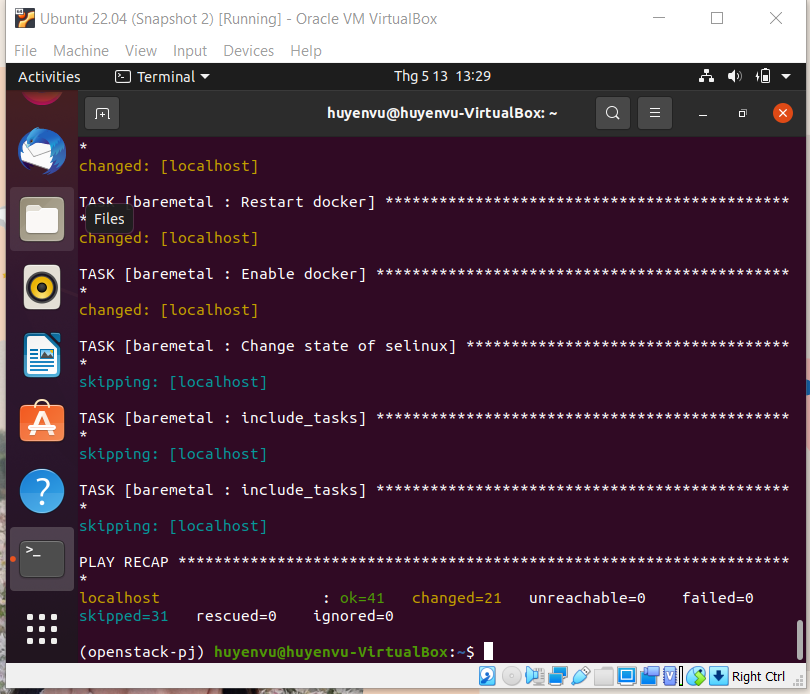 Ubuntu 22.04 (Snapshot 2) [Running] - Oracle VM VirtualBox
File Machine View Input Devices Help
Activities Terminal Thg 5 13 13:29
huyenvu@huyenvu-VirtualBox: ~
*
changed: [localhost]
TASK [baremetal : Restart docker] *********************************************
*
Files
changed: [localhost]
TASK [baremetal : Enable docker] **********************************************
*
changed: [localhost]
TASK [baremetal : Change state of selinux] ************************************
*
skipping: [localhost]
TASK [baremetal : include_tasks] **********************************************
*
skipping: [localhost]
TASK [baremetal : include_tasks] **********************************************
*
skipping: [localhost]
PLAY RECAP ********************************************************************
*
localhost : ok=41 changed=21 unreachable=0 failed=0
skipped=31 rescued=0 ignored=0
(openstack-pj) huyenvu@huyenvu-VirtualBox:~$
Right Ctrl